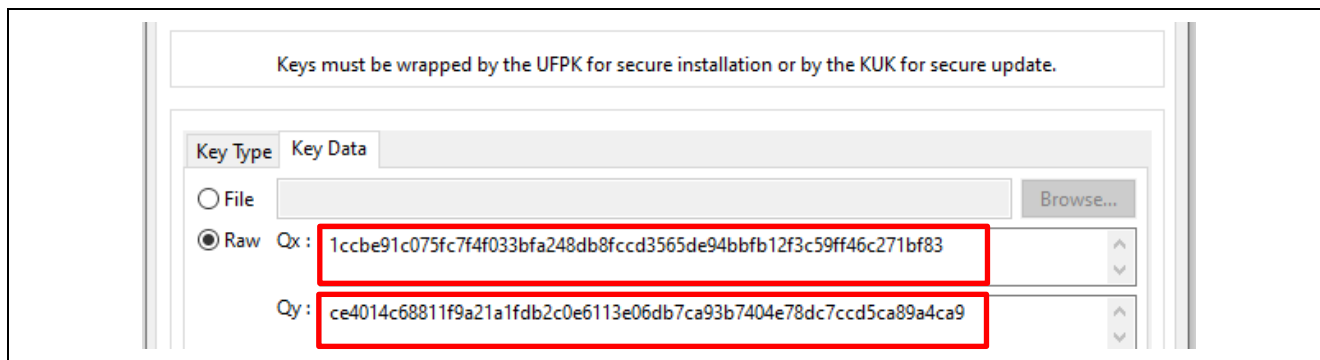 Keys must be wrapped by the UFPK for secure installation or by the KUK for secure update.
Key Type Key Data
File Browse...
Raw Qx : 1ccbe91c075fc7f4f033bfa248db8fccd3565de94bbfb12f3c59ff46c271bf83
Qy : ce4014c68811f9a21a1fdb2c0e6113e06db7ca93b7404e78dc7ccd5ca89a4ca9